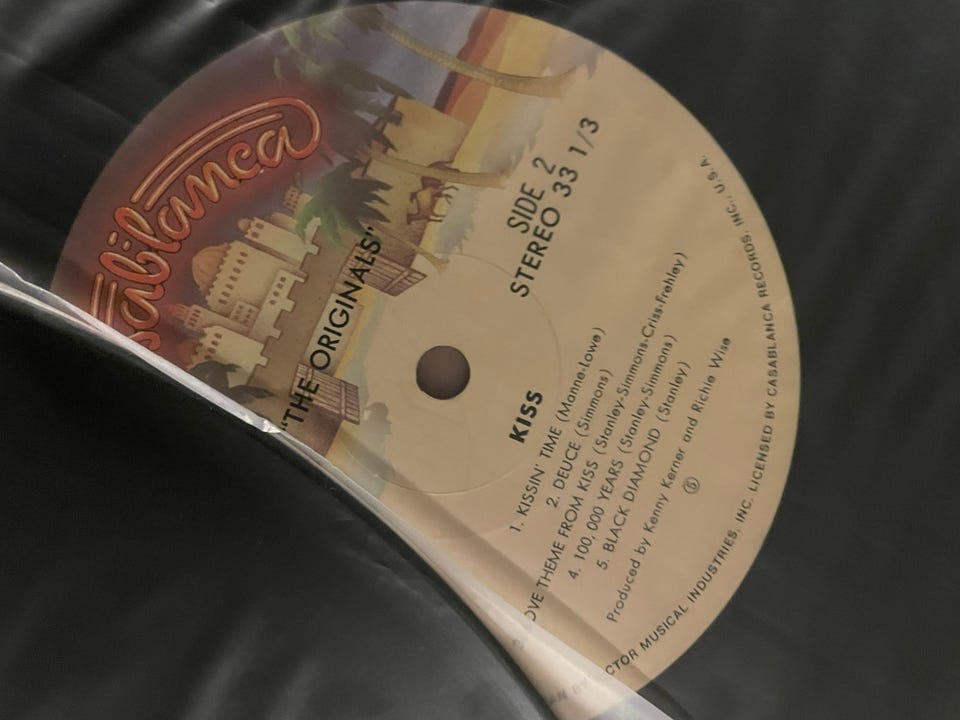 Casablanca
"THE ORIGINALS"
SIDE 2
STEREO 33 1/3
KISS
1. KISSIN' TIME (Manne-Lowe)
2. DEUCE (Simmons)
OVE THEME FROM KISS (Stanley-Simmons-Criss-Frehley)
4. 100,000 YEARS (Stanley-Simmons)
5. BLACK DIAMOND (Stanley)
Produced by Kenny Kerner and Richie Wise
Ⓢ
CTOR MUSICAL INDUSTRIES, INC. LICENSED BY CASABLANCA RECORDS, INC., U.S.A.